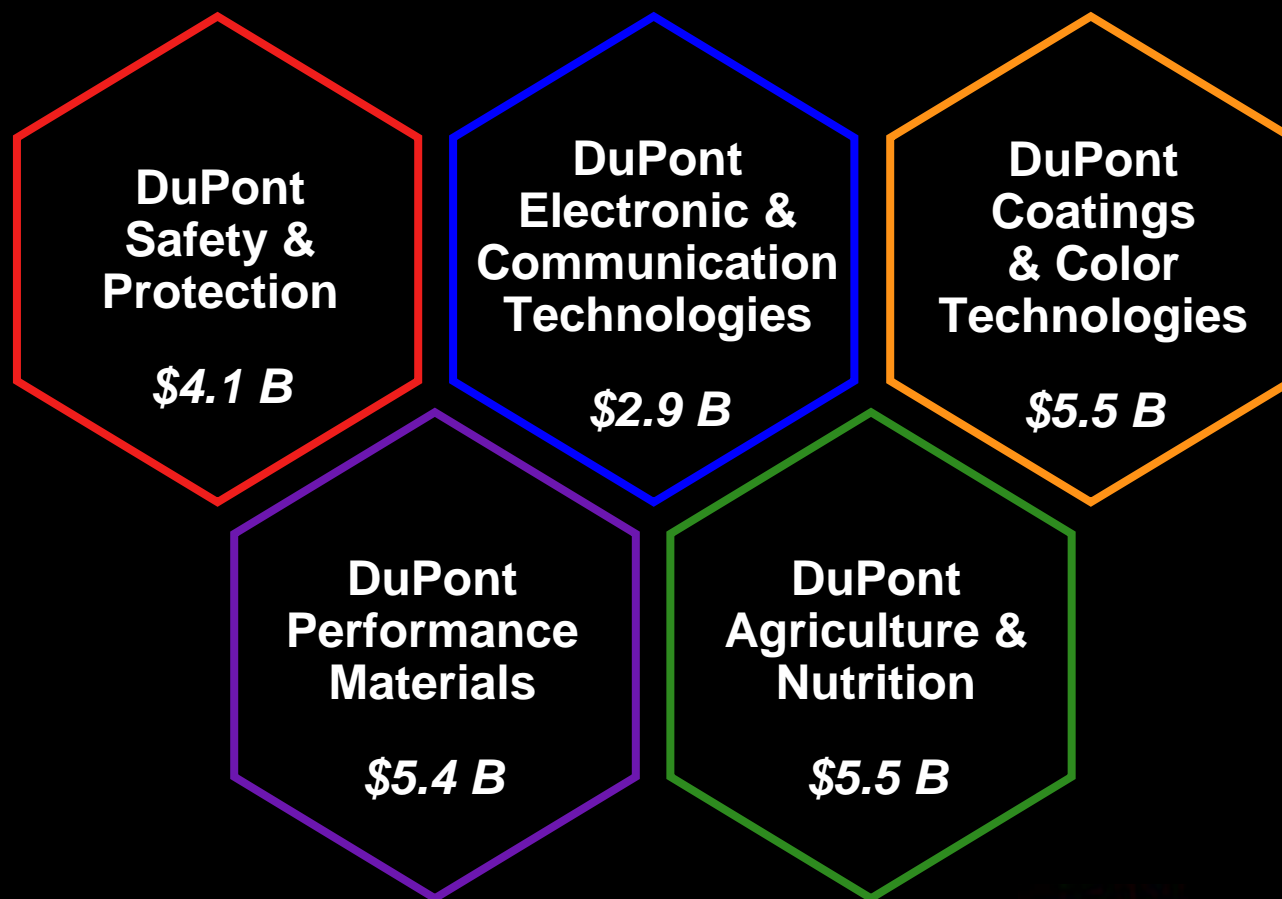 DuPont
Safety &
Protection
$4.1 B
DuPont
Electronic &
Communication
Technologies
$2.9 B
DuPont
Coatings
& Color
Technologies
$5.5 B
DuPont
Performance
Materials
$5.4 B
DuPont
Agriculture &
Nutrition
$5.5 B